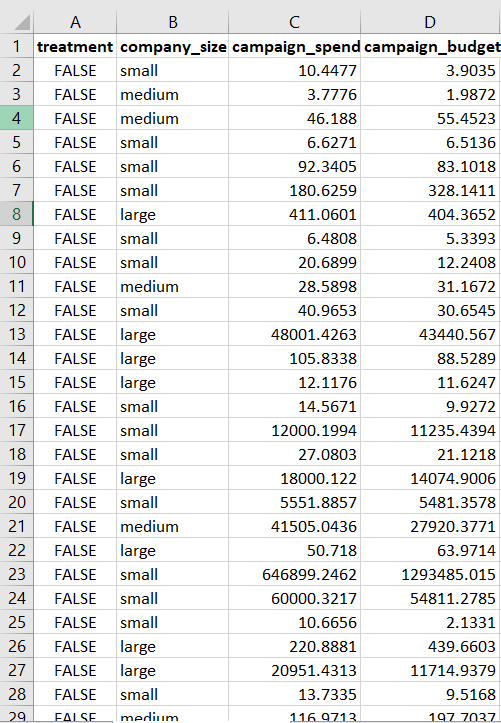 A B C D
1 treatment company_size campaign_spend campaign_budget
2 FALSE small 10.4477 3.9035
3 FALSE medium 3.7776 1.9872
4 FALSE medium 46.188 55.4523
5 FALSE small 6.6271 6.5136
6 FALSE small 92.3405 83.1018
7 FALSE small 180.6259 328.1411
8 FALSE large 411.0601 404.3652
9 FALSE small 6.4808 5.3393
10 FALSE small 20.6899 12.2408
11 FALSE medium 28.5898 31.1672
12 FALSE small 40.9653 30.6545
13 FALSE large 48001.4263 43440.567
14 FALSE large 105.8338 88.5289
15 FALSE large 12.1176 11.6247
16 FALSE small 14.5671 9.9272
17 FALSE small 12000.1994 11235.4394
18 FALSE small 27.0803 21.1218
19 FALSE large 18000.122 14074.9006
20 FALSE small 5551.8857 5481.3578
21 FALSE medium 41505.0436 27920.3771
22 FALSE large 50.718 63.9714
23 FALSE small 646899.2462 1293485.015
24 FALSE small 60000.3217 54811.2785
25 FALSE small 10.6656 2.1331
26 FALSE large 220.8881 439.6603
27 FALSE large 20951.4313 11714.9379
28 FALSE small 13.7335 9.5168
29 FALSE medium 116.9713 197.7037